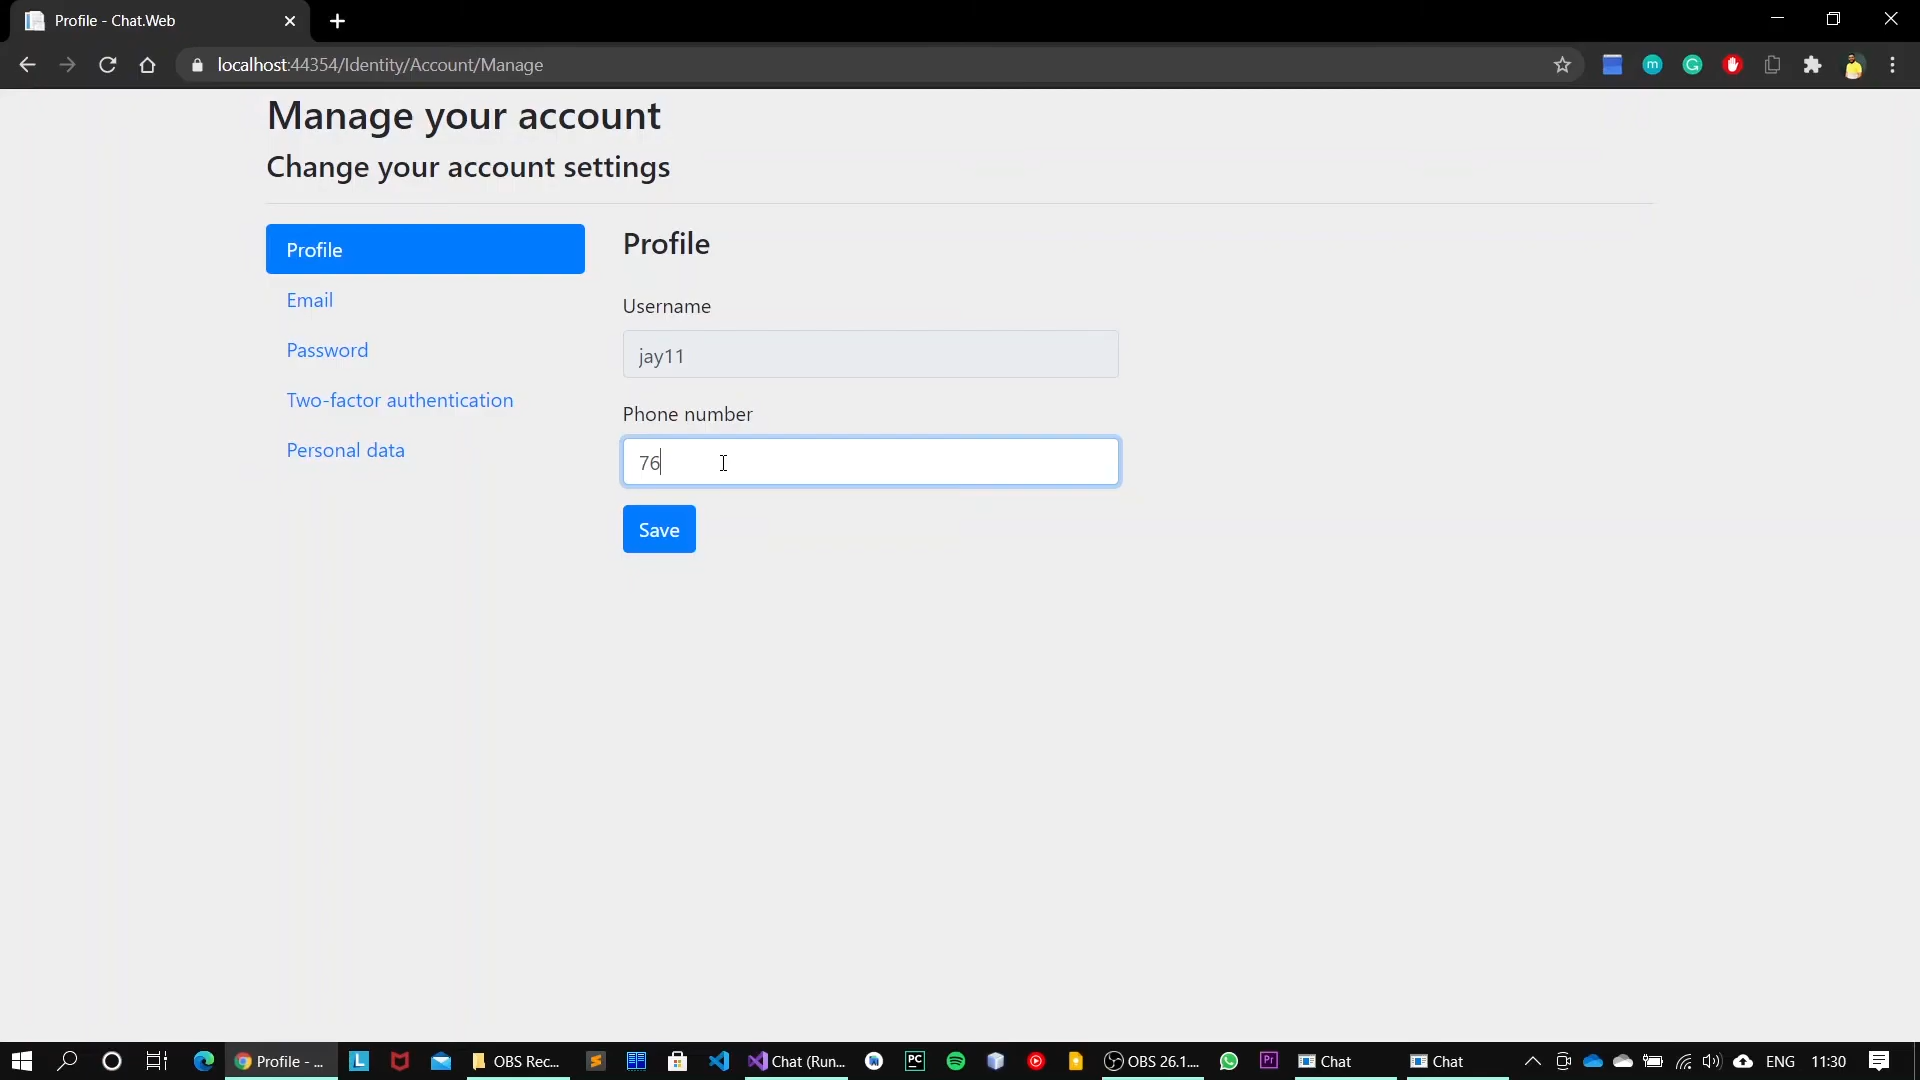 Profile - Chat.Web
localhost:44354/Identity/Account/Manage
Manage your account
Change your account settings
Profile
Email
Password
Two-factor authentication
Personal data
Profile
Username
jay11
Phone number
76
Save
Profile - ...
OBS Rec...
Chat (Run...
PC
OBS 26.1....
Pr
Chat
Chat
ENG
11:30